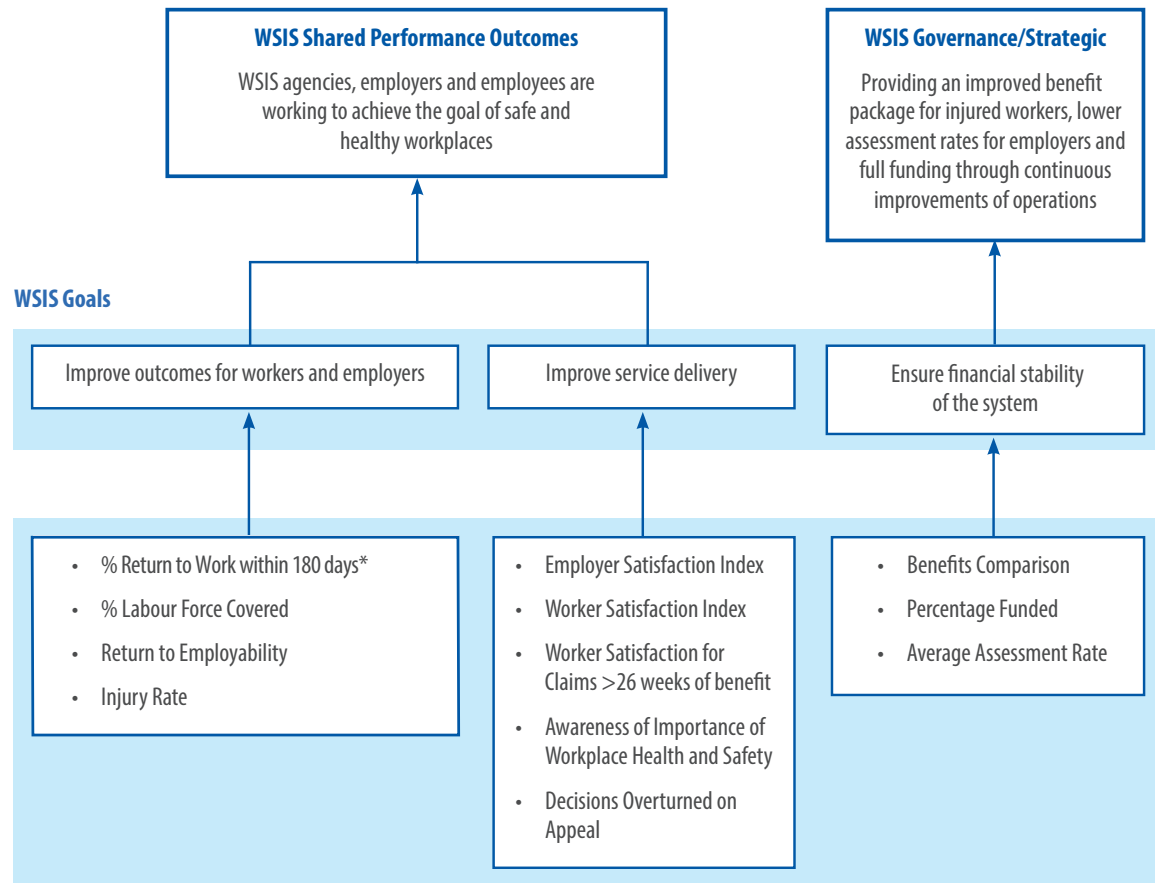 WSIS Shared Performance Outcomes
WSIS agencies, employers and employees are
working to achieve the goal of safe and
healthy workplaces
WSIS Governance/Strategic
Providing an improved benefit
package for injured workers, lower
assessment rates for employers and
full funding through continuous
improvements of operations
WSIS Goals
Improve outcomes for workers and employers
Improve service delivery
Ensure financial stability
of the system
• % Return to Work within 180 days*
• % Labour Force Covered
• Return to Employability
• Injury Rate
• Employer Satisfaction Index
• Worker Satisfaction Index
• Worker Satisfaction for
Claims >26 weeks of benefit
• Awareness of Importance of
Workplace Health and Safety
• Decisions Overturned on
Appeal
• Benefits Comparison
• Percentage Funded
• Average Assessment Rate